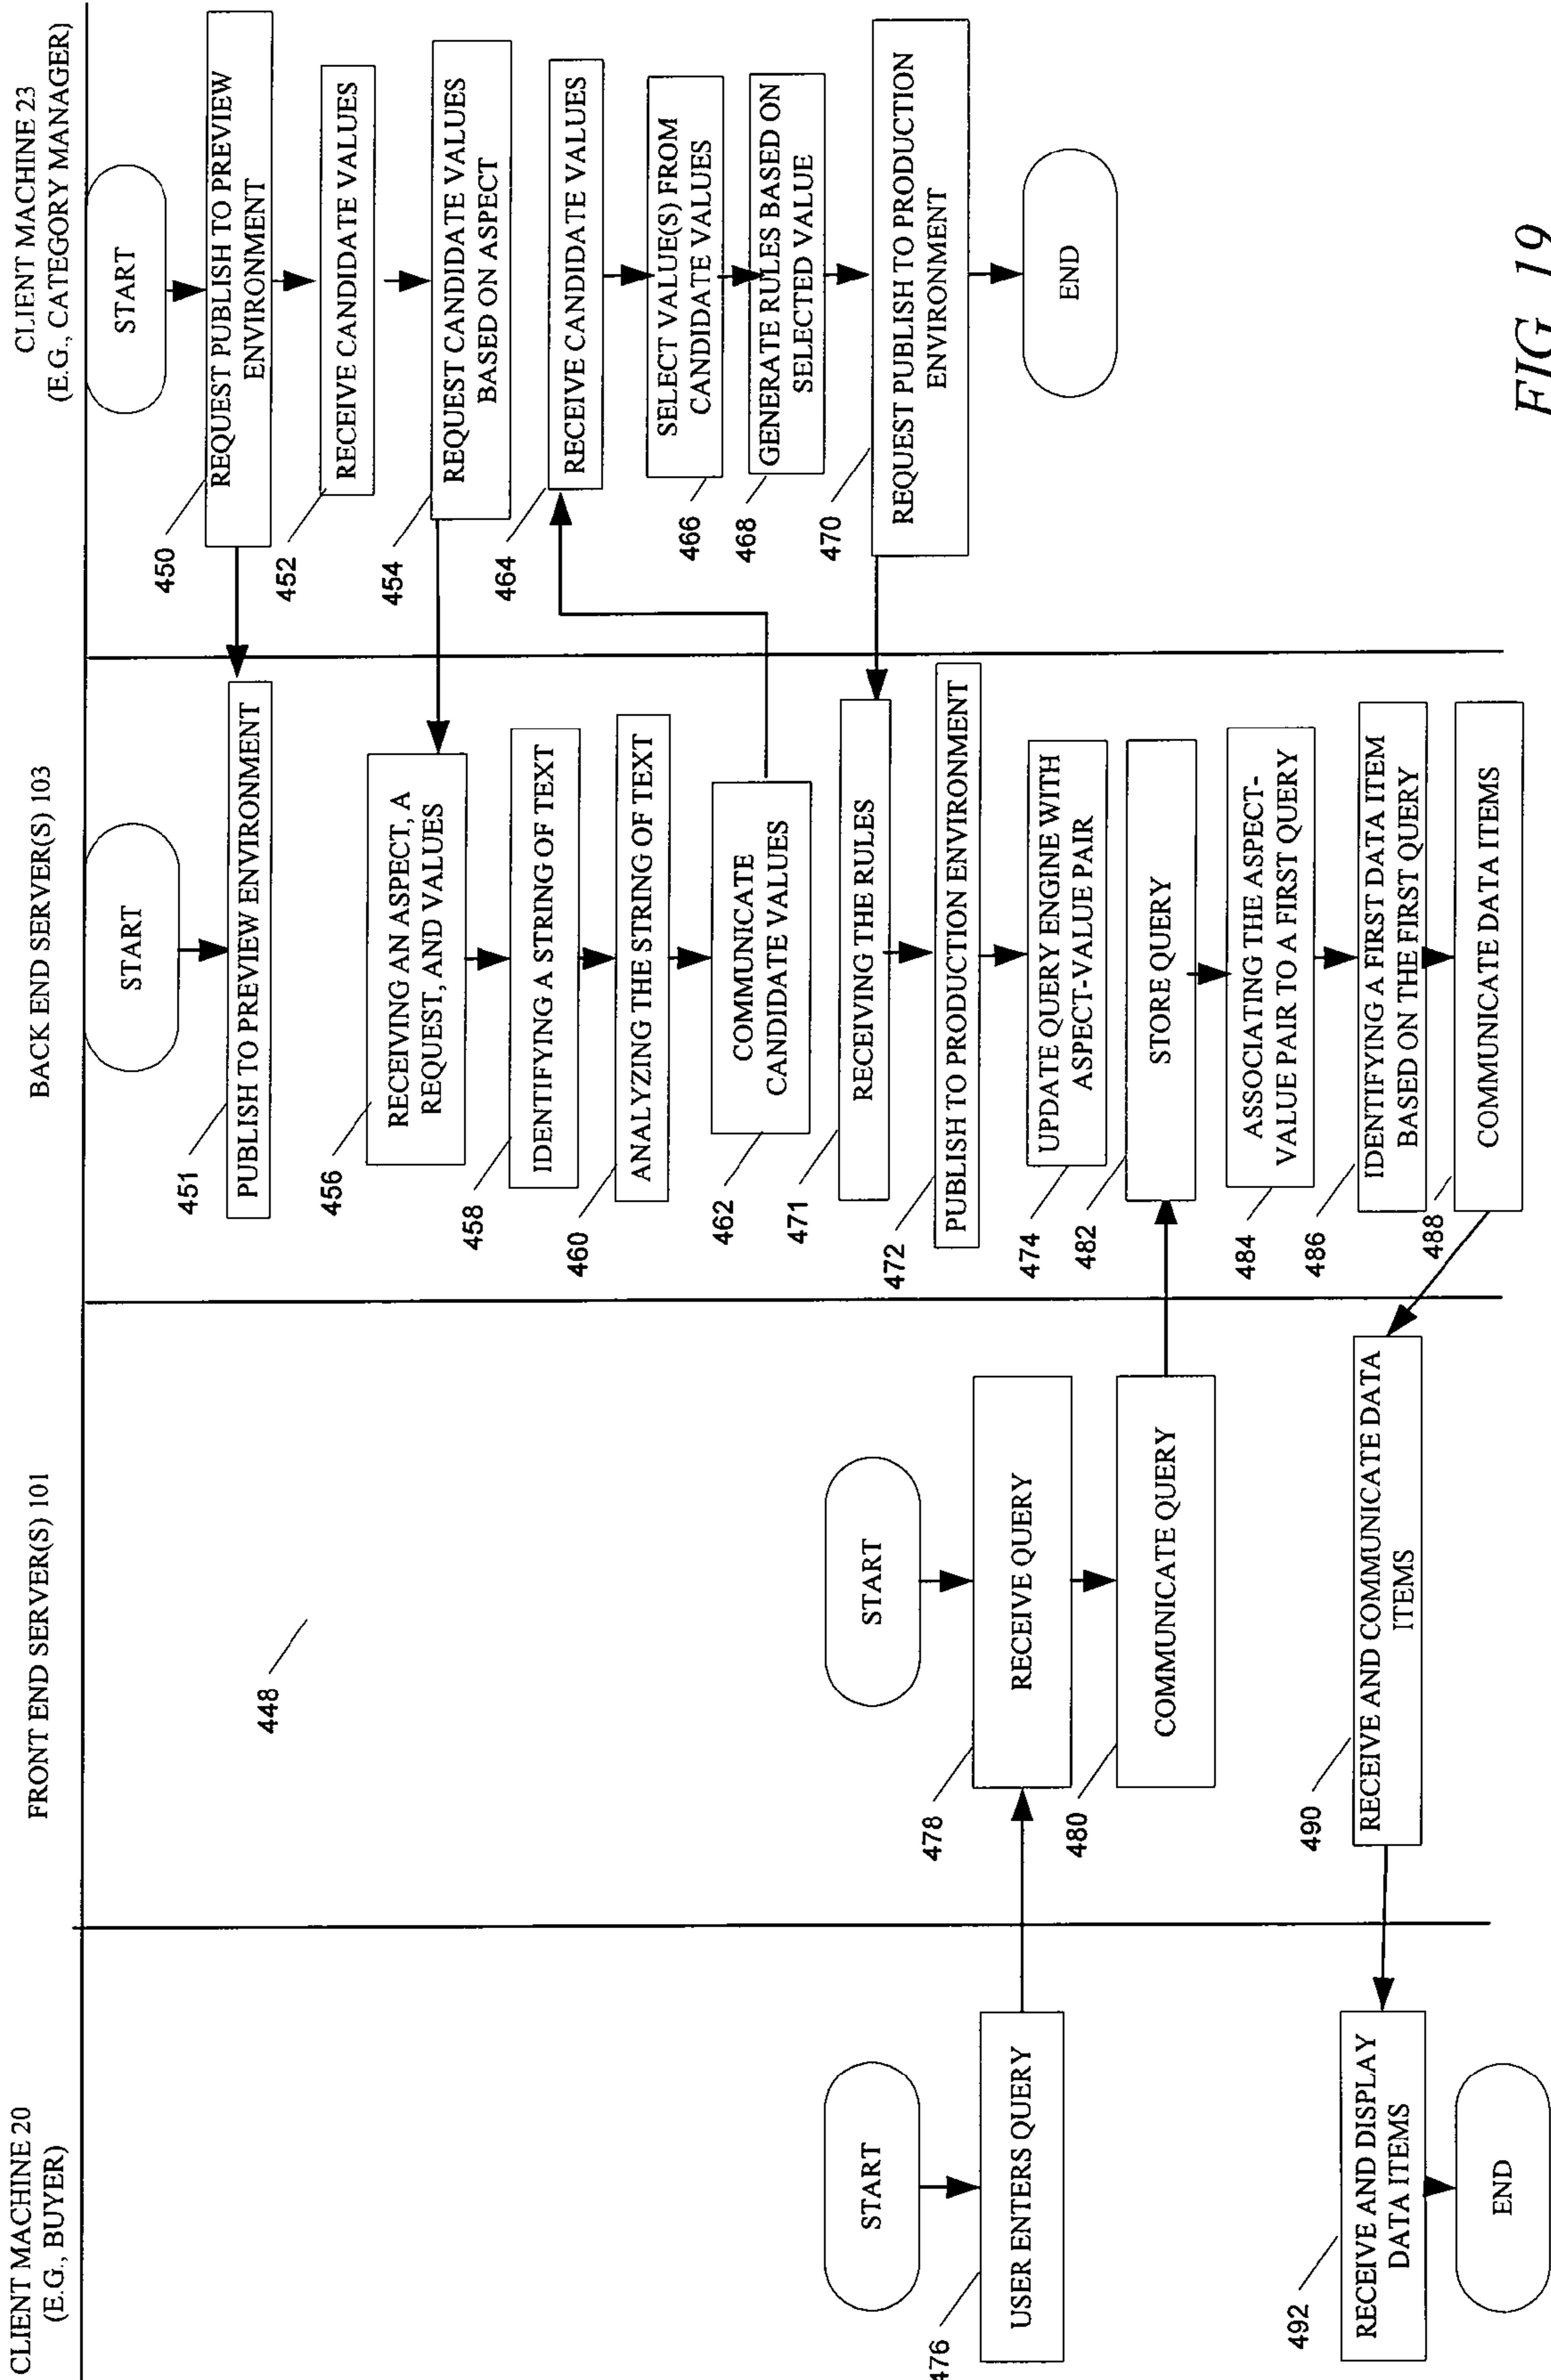 CLIENT MACHINE 20
(E.G., BUYER)
START
USER ENTERS QUERY
476
RECEIVE AND DISPLAY
DATA ITEMS
492
END
FRONT END SERVER(S) 101
448
START
RECEIVE QUERY
478
COMMUNICATE QUERY
480
RECEIVE AND COMMUNICATE DATA
ITEMS
490
BACK END SERVER(S) 103
START
PUBLISH TO PREVIEW ENVIRONMENT
451
RECEIVING AN ASPECT, A
REQUEST, AND VALUES
456
IDENTIFYING A STRING OF TEXT
458
ANALYZING THE STRING OF TEXT
460
COMMUNICATE
CANDIDATE VALUES
462
RECEIVING THE RULES
471
PUBLISH TO PRODUCTION ENVIRONMENT
472
UPDATE QUERY ENGINE WITH
ASPECT-VALUE PAIR
474
STORE QUERY
482
ASSOCIATING THE ASPECT-
VALUE PAIR TO A FIRST QUERY
484
IDENTIFYING A FIRST DATA ITEM
BASED ON THE FIRST QUERY
486
COMMUNICATE DATA ITEMS
488
CLIENT MACHINE 23
(E.G., CATEGORY MANAGER)
START
REQUEST PUBLISH TO PREVIEW
ENVIRONMENT
450
RECEIVE CANDIDATE VALUES
452
REQUEST CANDIDATE VALUES
BASED ON ASPECT
454
RECEIVE CANDIDATE VALUES
464
SELECT VALUE(S) FROM
CANDIDATE VALUES
466
GENERATE RULES BASED ON
SELECTED VALUE
468
REQUEST PUBLISH TO PRODUCTION
ENVIRONMENT
470
END
FIG. 19